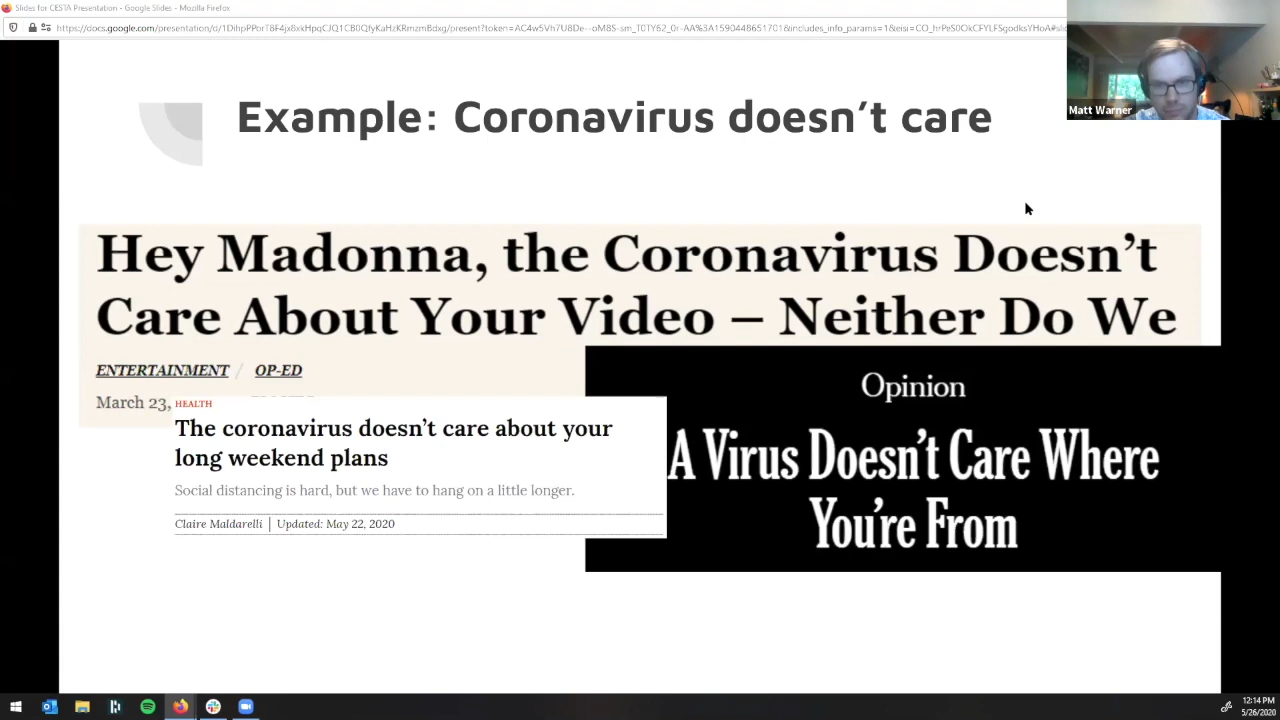 Slides for CESTA Presentation - Google Slides - Mozilla Firefox
Matt Warner
Example: Coronavirus doesn’t care
Hey Madonna, the Coronavirus Doesn’t
Care About Your Video – Neither Do We
ENTERTAINMENT / OP-ED
March 23,
HEALTH
The coronavirus doesn’t care about your
long weekend plans
Social distancing is hard, but we have to hang on a little longer.
Claire Maldarelli | Updated: May 22, 2020
Opinion
A Virus Doesn’t Care Where
You’re From
12:14 PM
5/26/2020